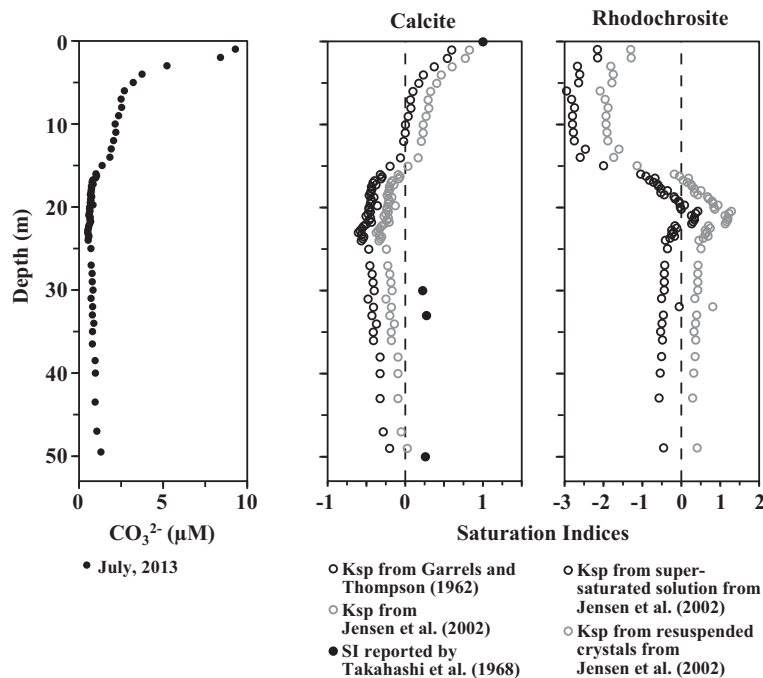 Calcite
Rhodochrosite
0
10
20
30
40
50
Depth (m)
0
5
10
-1
0
1
-3
-2
-1
0
1
2
CO₃²⁻ (μM)
Saturation Indices
July, 2013
Ksp from Garrels and
Thompson (1962)
Ksp from
Jensen et al. (2002)
SI reported by
Takahashi et al. (1968)
Ksp from super-
saturated solution from
Jensen et al. (2002)
Ksp from resuspended
crystals from
Jensen et al. (2002)